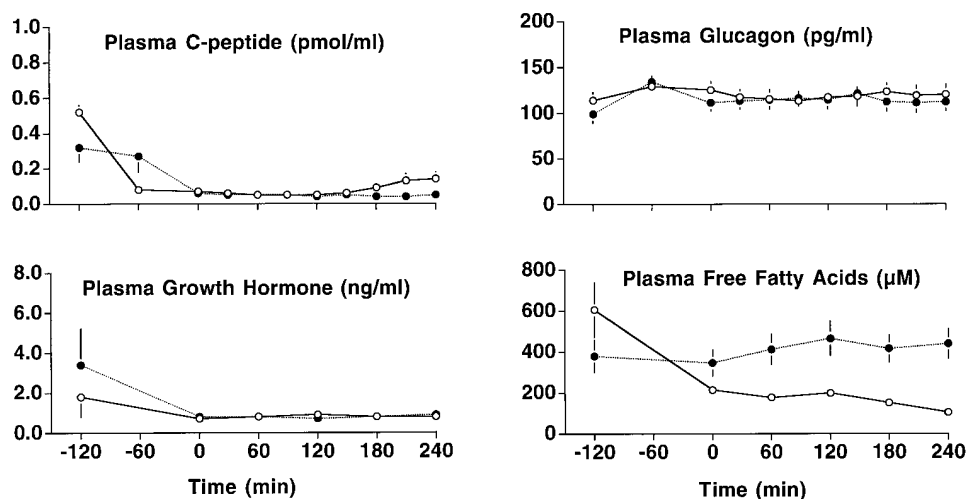 Plasma C-peptide (pmol/ml)
1.0
0.8
0.6
0.4
0.2
0.0
Plasma Glucagon (pg/ml)
200
150
100
50
0
Plasma Growth Hormone (ng/ml)
8.0
6.0
4.0
2.0
0.0
-120 -60 0 60 120 180 240
Time (min)
Plasma Free Fatty Acids (μM)
800
600
400
200
0
-120 -60 0 60 120 180 240
Time (min)